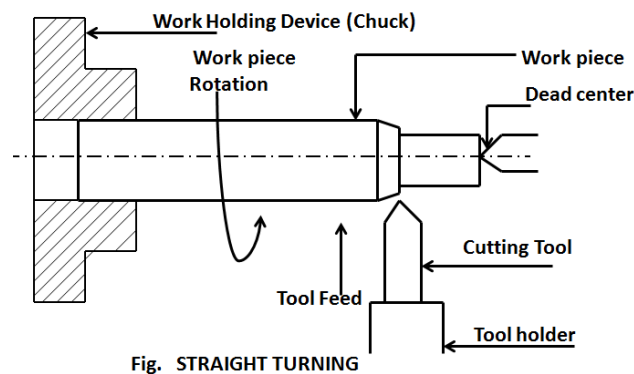 Work Holding Device (Chuck)
Work piece
Rotation
Work piece
Dead center
Cutting Tool
Tool Feed
Tool holder
Fig. STRAIGHT TURNING